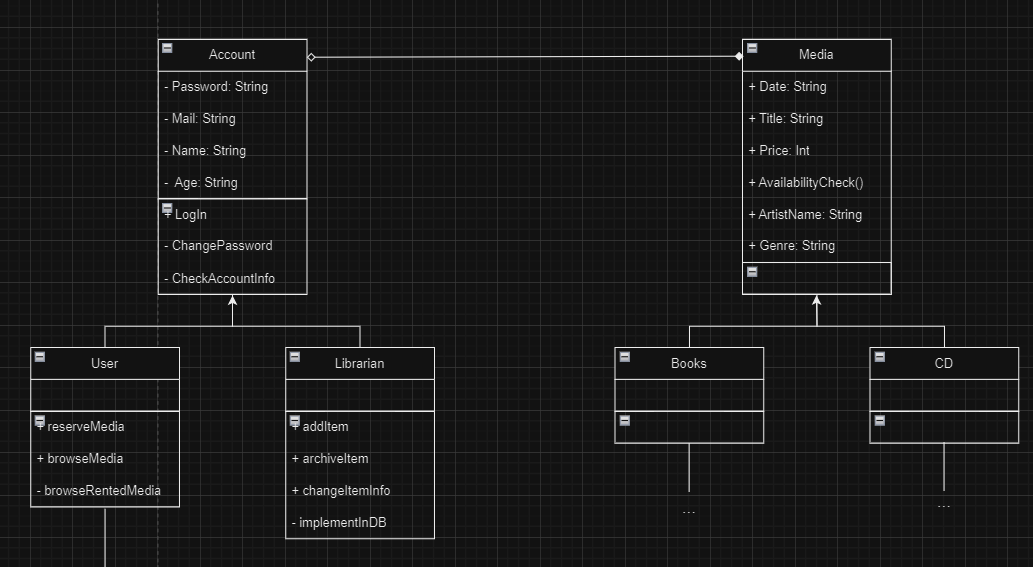 Account
- Password: String
- Mail: String
- Name: String
-  Age: String
+ LogIn
- ChangePassword
- CheckAccountInfo
Media
+ Date: String
+ Title: String
+ Price: Int
+ AvailabilityCheck()
+ ArtistName: String
+ Genre: String
User
+ reserveMedia
+ browseMedia
- browseRentedMedia
Librarian
+ addItem
+ archiveItem
+ changeItemInfo
- implementInDB
Books
...
CD
...